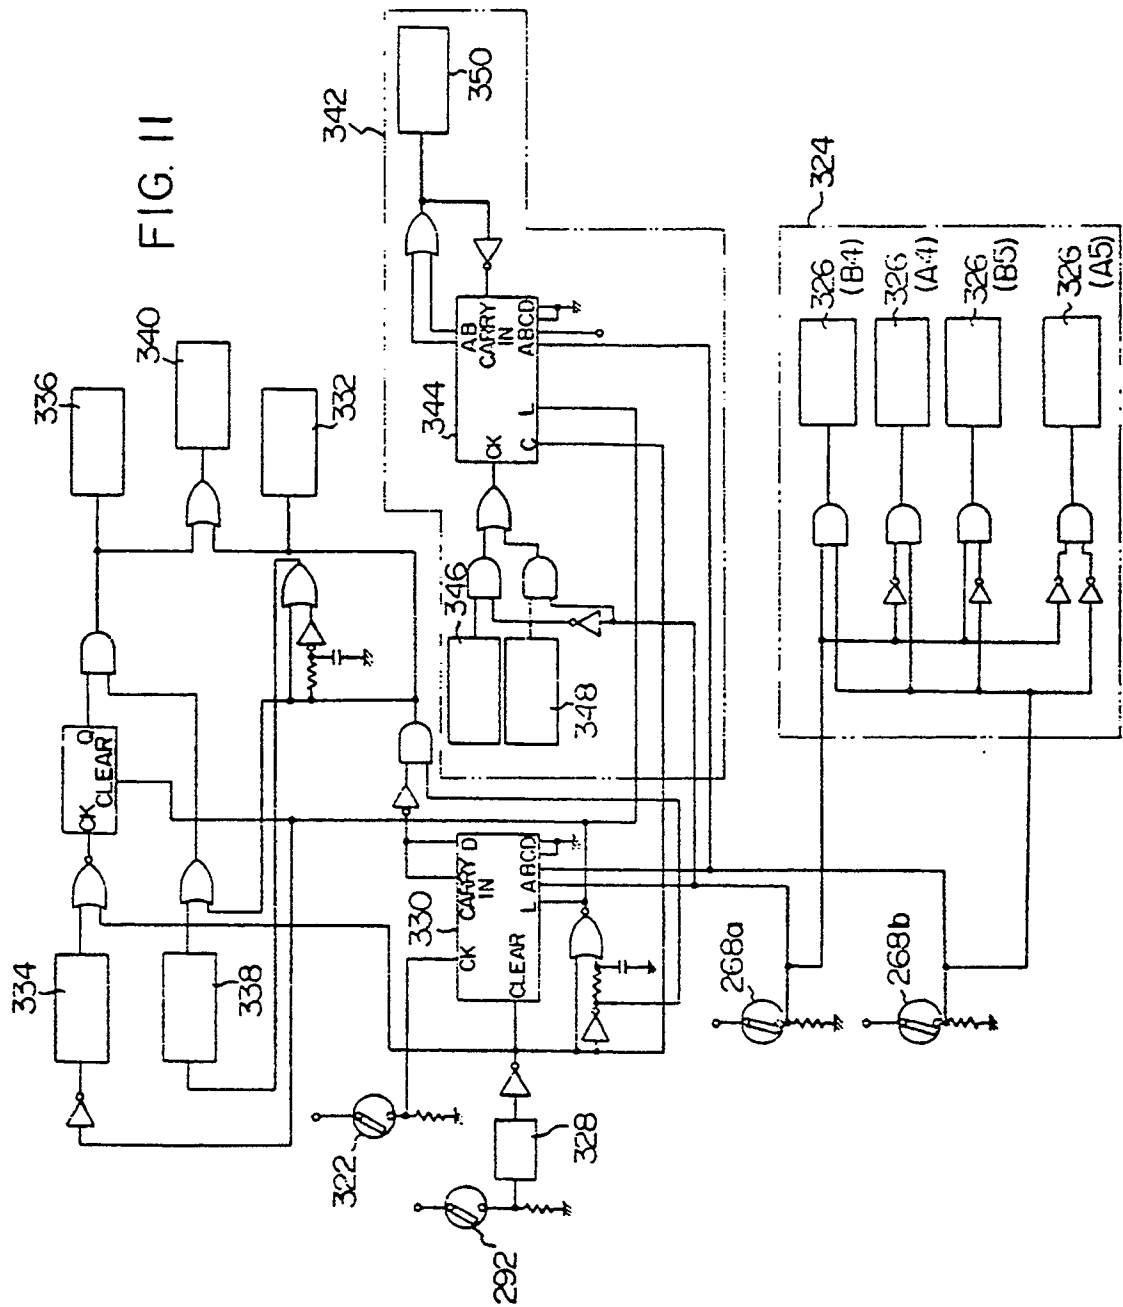 FIG. 11
336
340
332
342
350
344
AB
CARRY
IN
ABCD
CK
L
C
346
348
324
326
(B4)
326
(A4)
326
(B5)
326
(A5)
Q
CK
CLEAR
334
338
330
CARRY
IN
D
CK
CLEAR
L
ABCD
322
328
292
268a
268b